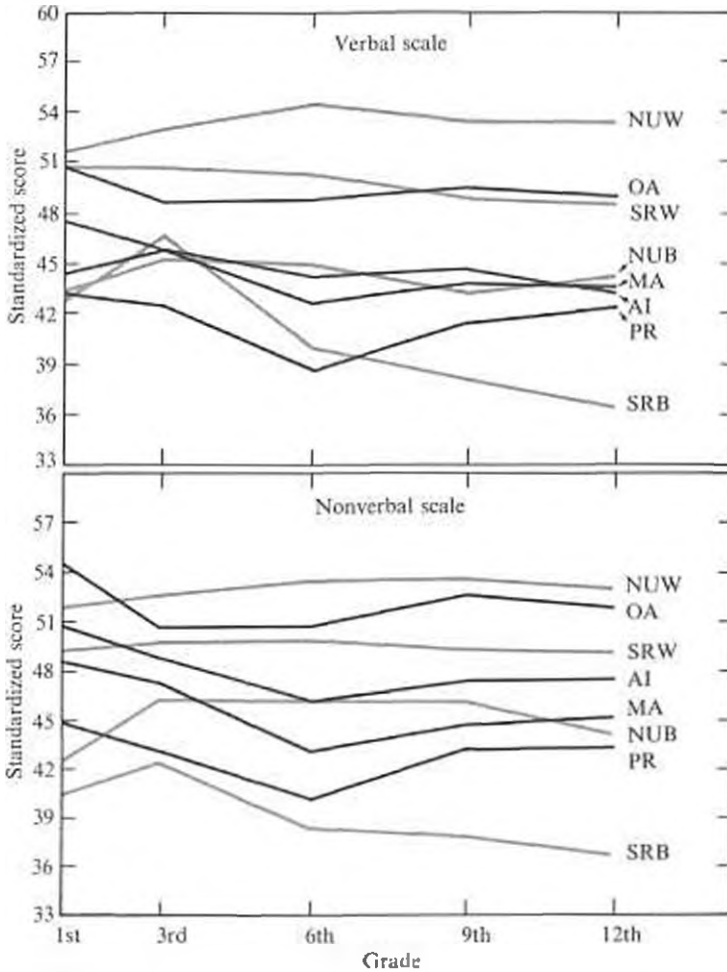 60
Verbal scale
57
54
NUW
51
OA
SRW
48
NUB
45
MA
AI
42
PR
39
SRB
36
33
Standardized score
Nonverbal scale
57
54
NUW
OA
51
SRW
48
AI
MA
45
NUB
PR
42
39
SRB
36
33
Standardized score
1st 3rd 6th 9th 12th
Grade